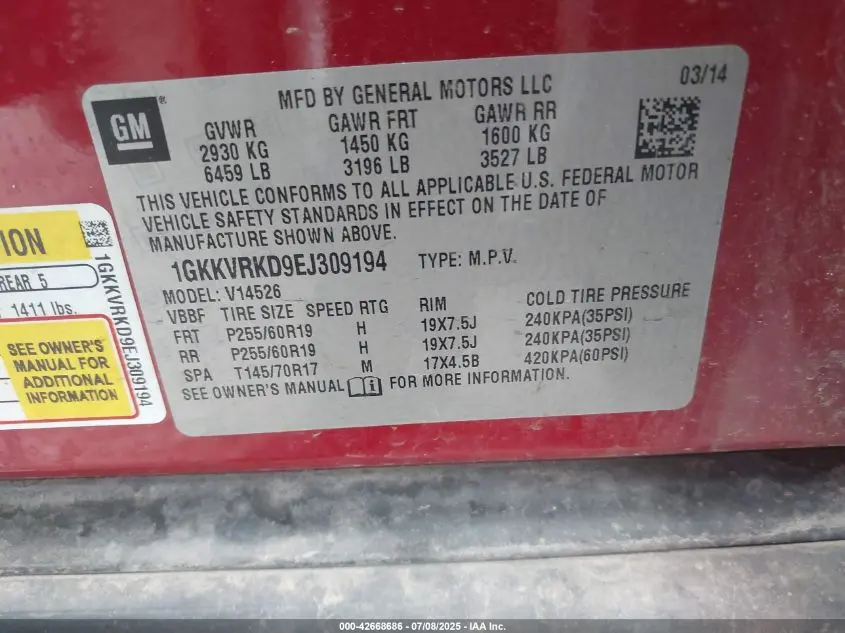 03/14
GM ®
MFD BY GENERAL MOTORS LLC
GVWR GAWR FRT GAWR RR
2930 KG 1450 KG 1600 KG
6459 LB 3196 LB 3527 LB
THIS VEHICLE CONFORMS TO ALL APPLICABLE U.S. FEDERAL MOTOR
VEHICLE SAFETY STANDARDS IN EFFECT ON THE DATE OF
MANUFACTURE SHOWN ABOVE.
1GKKVRKD9EJ309194 TYPE: M.P.V.
MODEL: V14526
VBBF TIRE SIZE SPEED RTG RIM COLD TIRE PRESSURE
FRT P255/60R19 H 19X7.5J 240KPA(35PSI)
RR P255/60R19 H 19X7.5J 240KPA(35PSI)
SPA T145/70R17 M 17X4.5B 420KPA(60PSI)
SEE OWNER'S MANUAL FOR MORE INFORMATION.
REAR 5
1411 lbs.
SEE OWNER'S
MANUAL FOR
ADDITIONAL
INFORMATION
1GKKVRKD9EJ309194
000-42668686 - 07/08/2025 - IAA Inc.